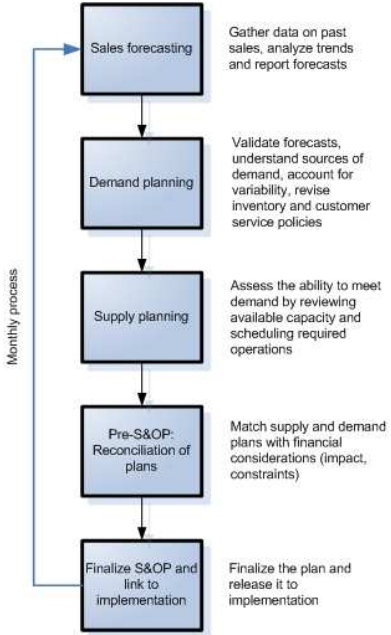 Sales forecasting
Gather data on past
sales, analyze trends
and report forecasts
Demand planning
Validate forecasts,
understand sources of
demand, account for
variability, revise
inventory and customer
service policies
Supply planning
Assess the ability to meet
demand by reviewing
available capacity and
scheduling required
operations
Pre-S&OP:
Reconciliation of
plans
Match supply and demand
plans with financial
considerations (impact,
constraints)
Finalize S&OP and
link to
implementation
Finalize the plan and
release it to
implementation
Monthly process